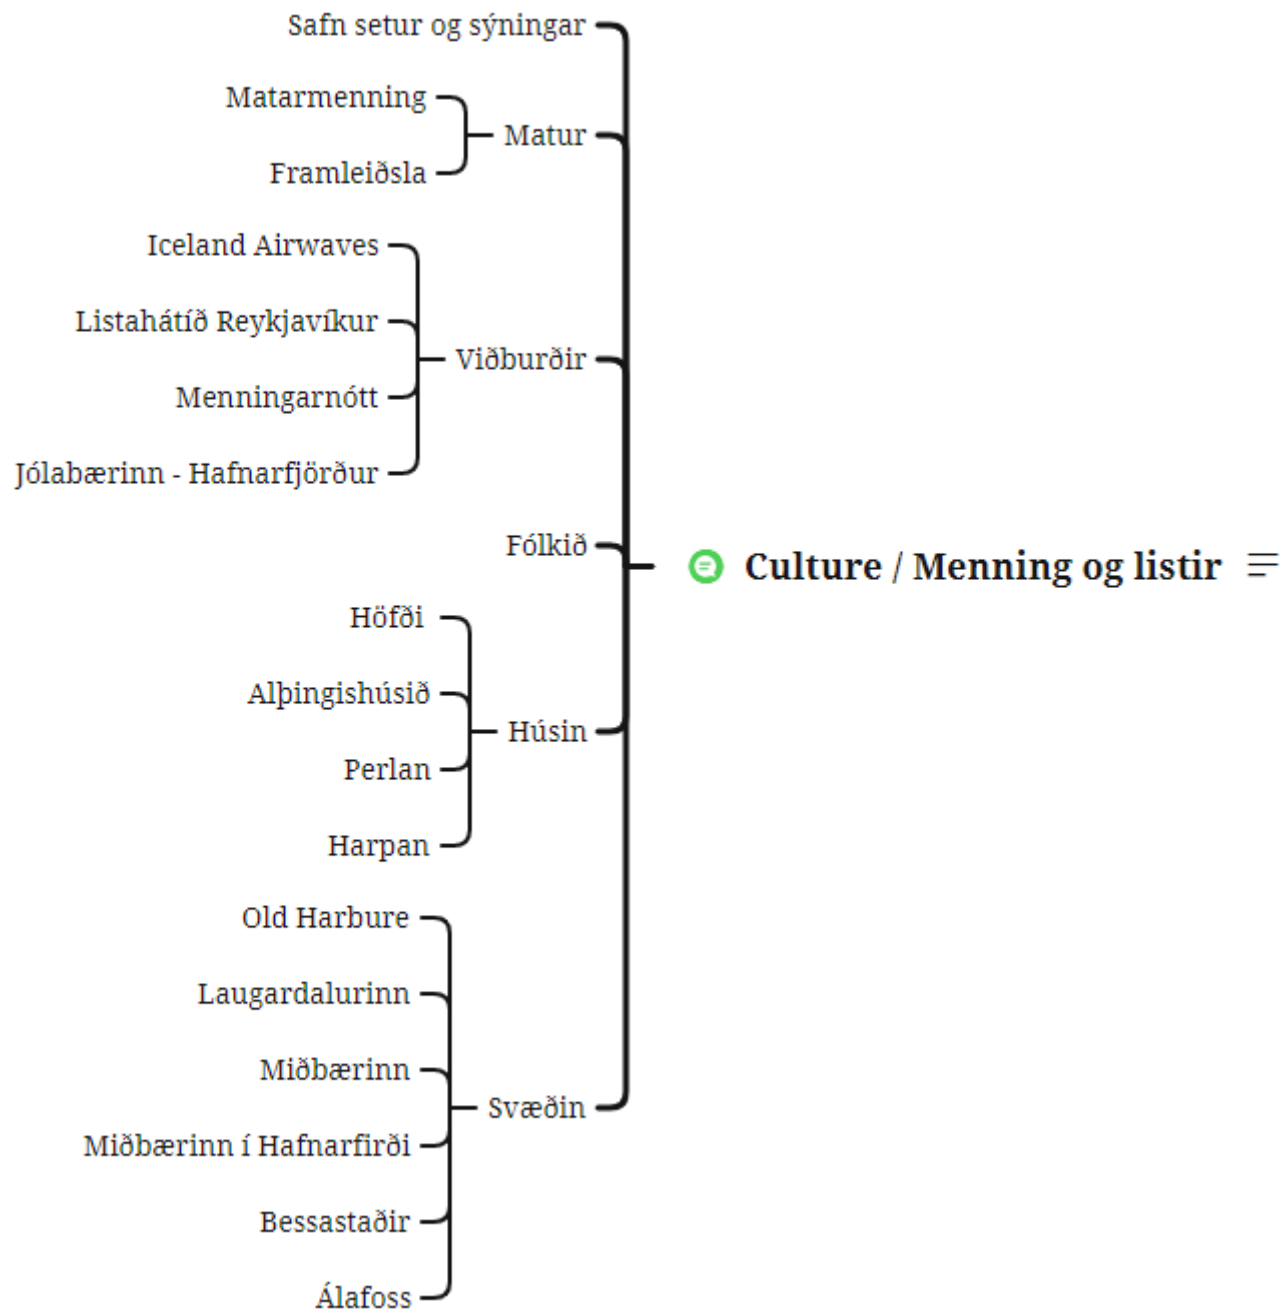 Safn setur og sýningar
Matarmenning
Matur
Framleiðsla
Iceland Airwaves
Listahátíð Reykjavíkur
Viðburðir
Menningarnótt
Jólabærinn - Hafnarfjörður
Fólkið
Culture / Menning og listir
Höfði
Alþingishúsið
Húsin
Perlan
Harpan
Old Harbure
Laugardalurinn
Miðbærinn
Svæðin
Miðbærinn í Hafnarfirði
Bessastaðir
Álafoss